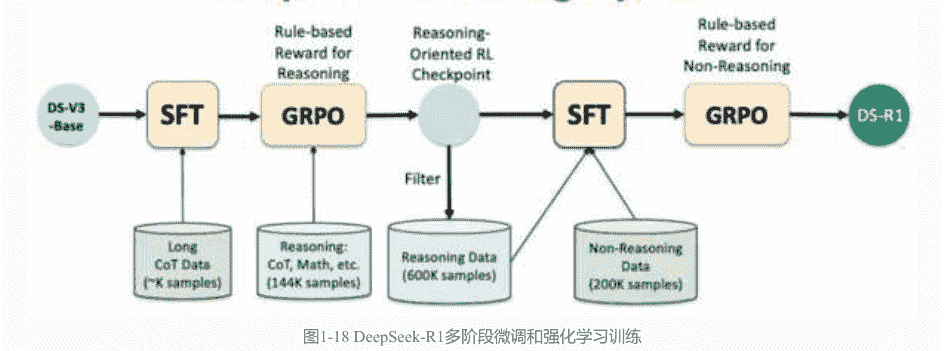 Rule-based
Reward for
Reasoning
Reasoning-
Oriented RL
Checkpoint
Rule-based
Reward for
Non-Reasoning
DS-V3
-Base
SFT
GRPO
SFT
GRPO
DS-R1
Filter
Long
CoT Data
(~K samples)
Reasoning:
CoT, Math, etc.
(144K samples)
Reasoning Data
(600K samples)
Non-Reasoning
Data
(200K samples)
图1-18 DeepSeek-R1多阶段微调和强化学习训练